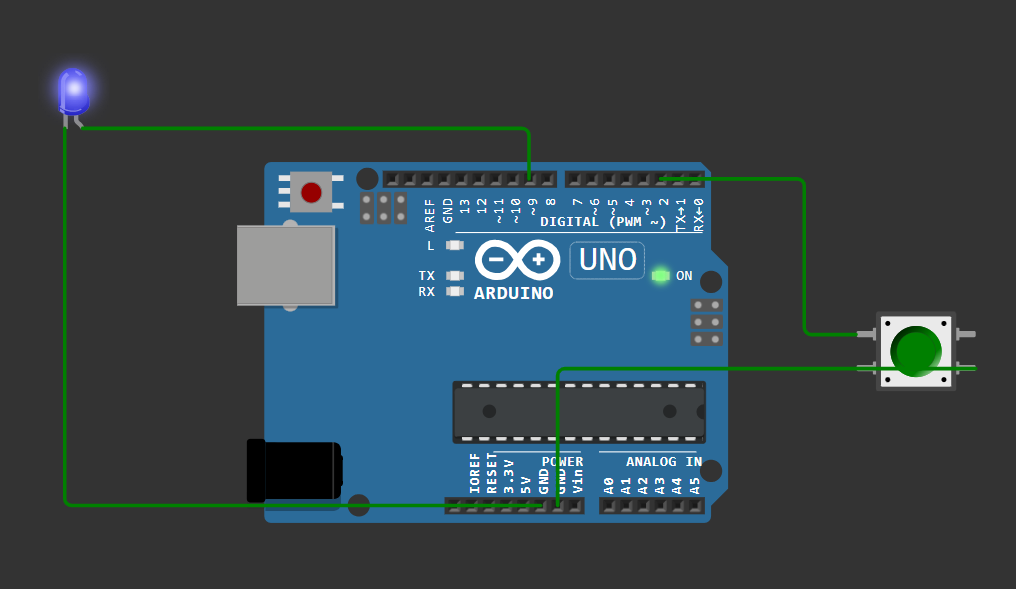 AREF
GND
13
12
~11
~10
~9
8
7
~6
~5
4
~3
2
TX→1
RX←0
DIGITAL (PWM ~)
L
TX
RX
UNO
ON
ARDUINO
POWER
ANALOG IN
IOREF
RESET
3.3V
5V
GND
GND
Vin
A0
A1
A2
A3
A4
A5